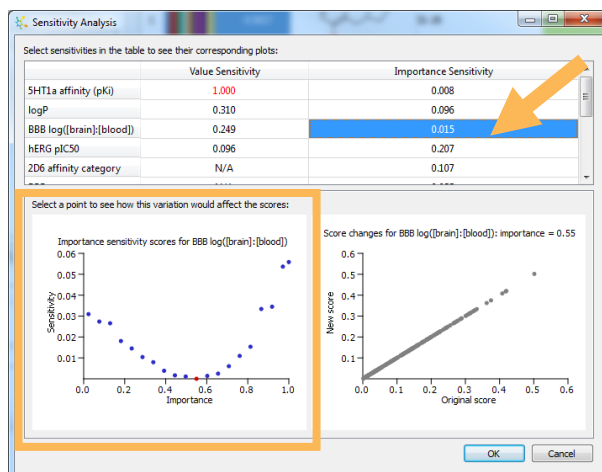 Sensitivity Analysis
Select sensitivities in the table to see their corresponding plots:
Value Sensitivity Importance Sensitivity
5HT1a affinity (pKi) 1.000 0.008
logP 0.310 0.096
BBB log([brain]:[blood]) 0.249 0.015
hERG pIC50 0.096 0.207
2D6 affinity category N/A 0.107
Select a point to see how this variation would affect the scores:
Importance sensitivity scores for BBB log([brain]:[blood])
0.06
0.05
0.04
0.03
0.02
0.01
Sensitivity
0.0 0.2 0.4 0.6 0.8 1.0
Importance
Score changes for BBB log([brain]:[blood]): importance = 0.55
0.6
0.5
0.4
0.3
0.2
0.1
New score
0.0 0.1 0.2 0.3 0.4 0.5 0.6
Original score
OK Cancel